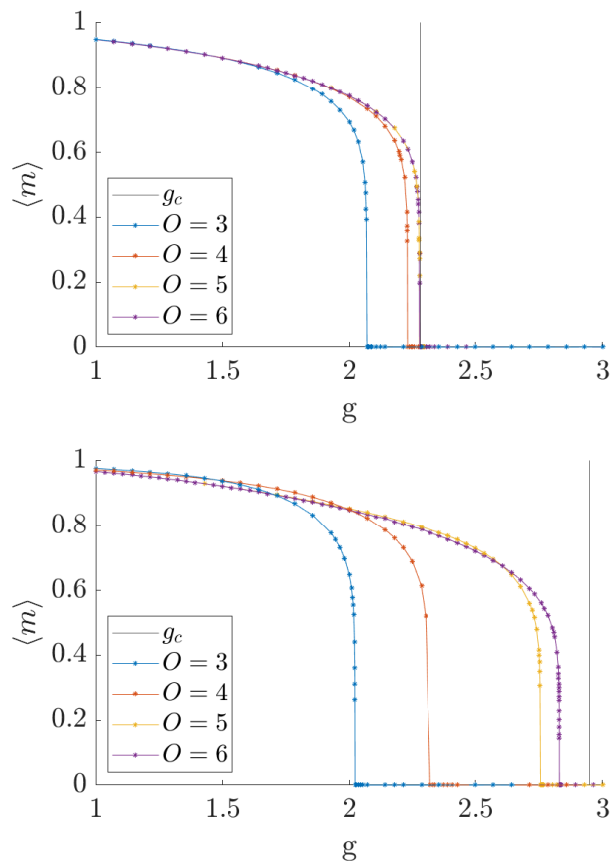 1
0.8
0.6
0.4
0.2
0
⟨m⟩
g_c
O = 3
O = 4
O = 5
O = 6
1 1.5 2 2.5 3
g
1
0.8
0.6
0.4
0.2
0
⟨m⟩
g_c
O = 3
O = 4
O = 5
O = 6
1 1.5 2 2.5 3
g